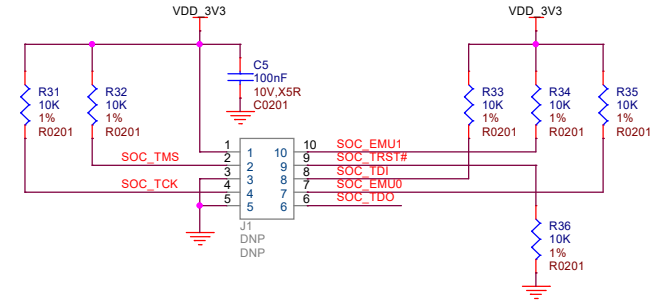 VDD_3V3
VDD_3V3
R31
10K
1%
R0201
R32
10K
1%
R0201
C5
100nF
10V,X5R
C0201
R33
10K
1%
R0201
R34
10K
1%
R0201
R35
10K
1%
R0201
1 1 10 10 SOC_EMU1
SOC_TMS 2 2 9 9 SOC_TRST#
3 3 8 8 SOC_TDI
SOC_TCK 4 4 7 7 SOC_EMU0
5 5 6 6 SOC_TDO
J1
DNP
DNP
R36
10K
1%
R0201